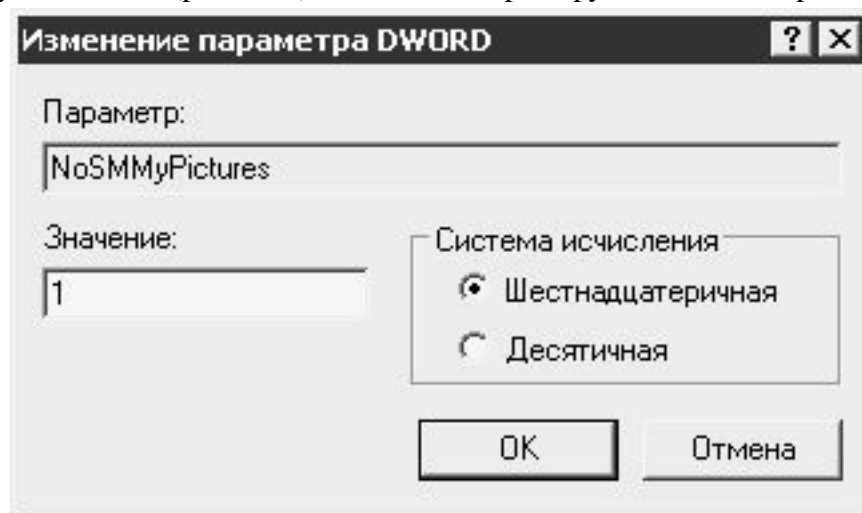 Изменение параметра DWORD
Параметр:
NoSMMyPictures
Значение:
1
Система исчисления
Шестнадцатеричная
Десятичная
OK
Отмена